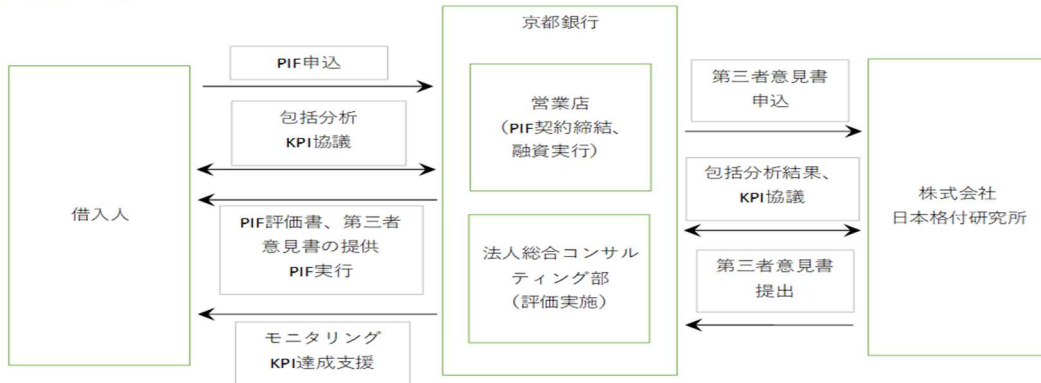 京都銀行
PIF申込
包括分析
KPI協議
借入人
PIF評価書、第三者
意見書の提供
PIF実行
モニタリング
KPI達成支援
営業店
（PIF契約締結、
融資実行）
法人総合コンサル
ティング部
（評価実施）
第三者意見書
申込
包括分析結果、
KPI協議
第三者意見書
提出
株式会社
日本格付研究所